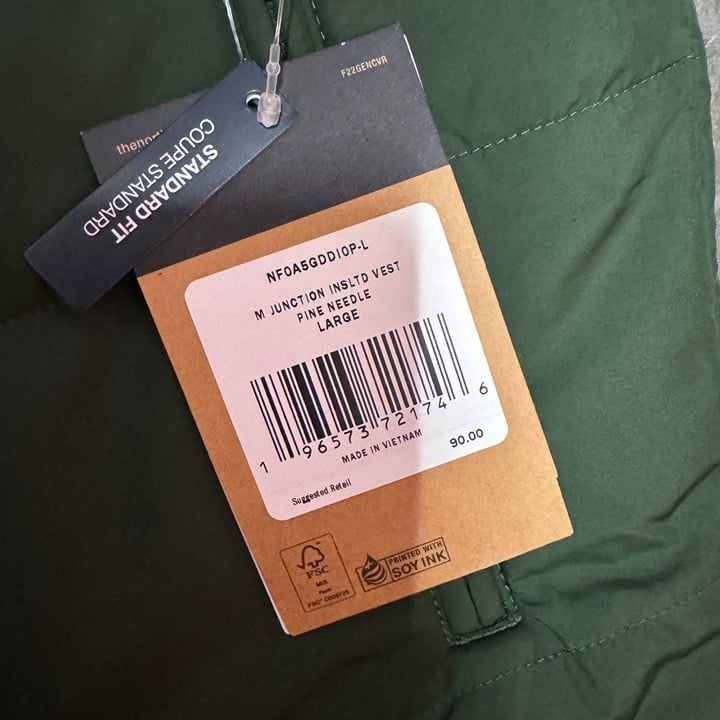 F22GENCVR
STANDARD FIT
COUPE STANDARD
NF0A5GDDI0P-L
M JUNCTION INSLTD VEST
PINE NEEDLE
LARGE
1 96573 72174 6
MADE IN VIETNAM
90.00
Suggested Retail
FSC
MIX
Paper
PRINTED WITH
SOY INK